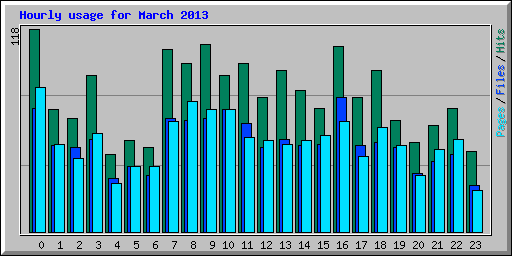 Hourly usage for March 2013
118
Pages / Files / Hits
0 1 2 3 4 5 6 7 8 9 10 11 12 13 14 15 16 17 18 19 20 21 22 23